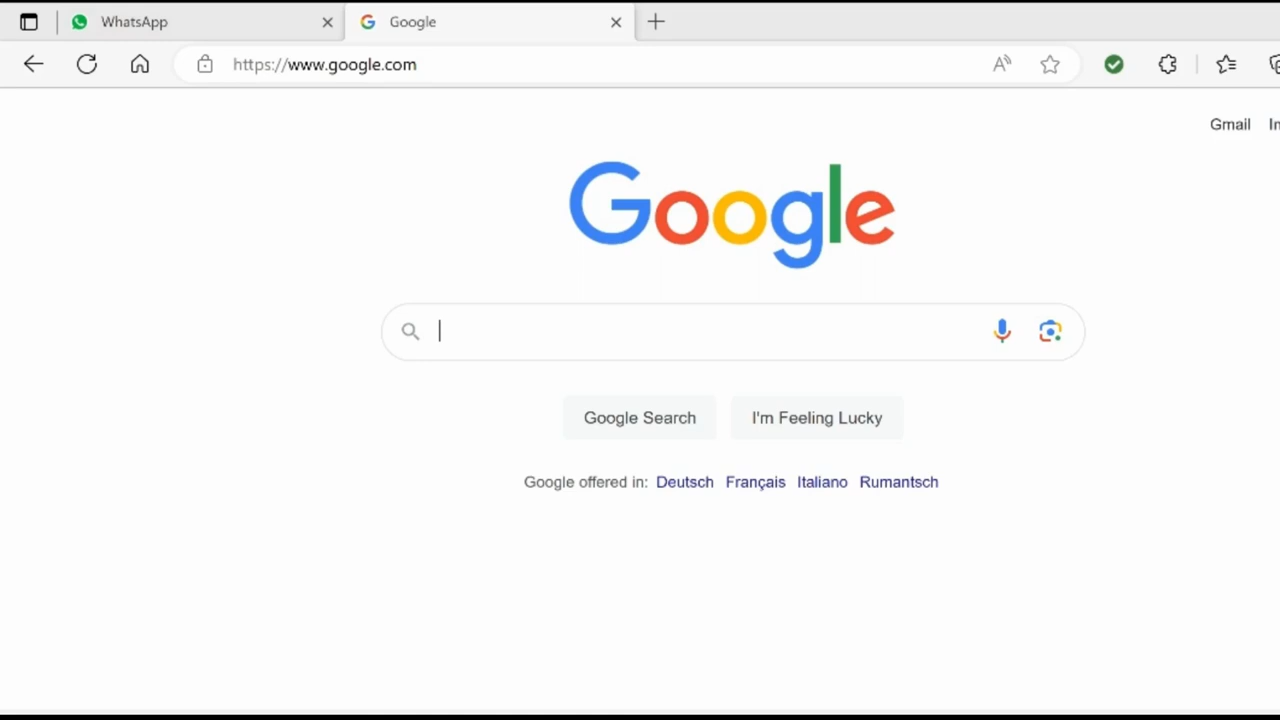 WhatsApp
Google
https://www.google.com
Gmail
Google
Google Search
I'm Feeling Lucky
Google offered in: Deutsch Français Italiano Rumantsch